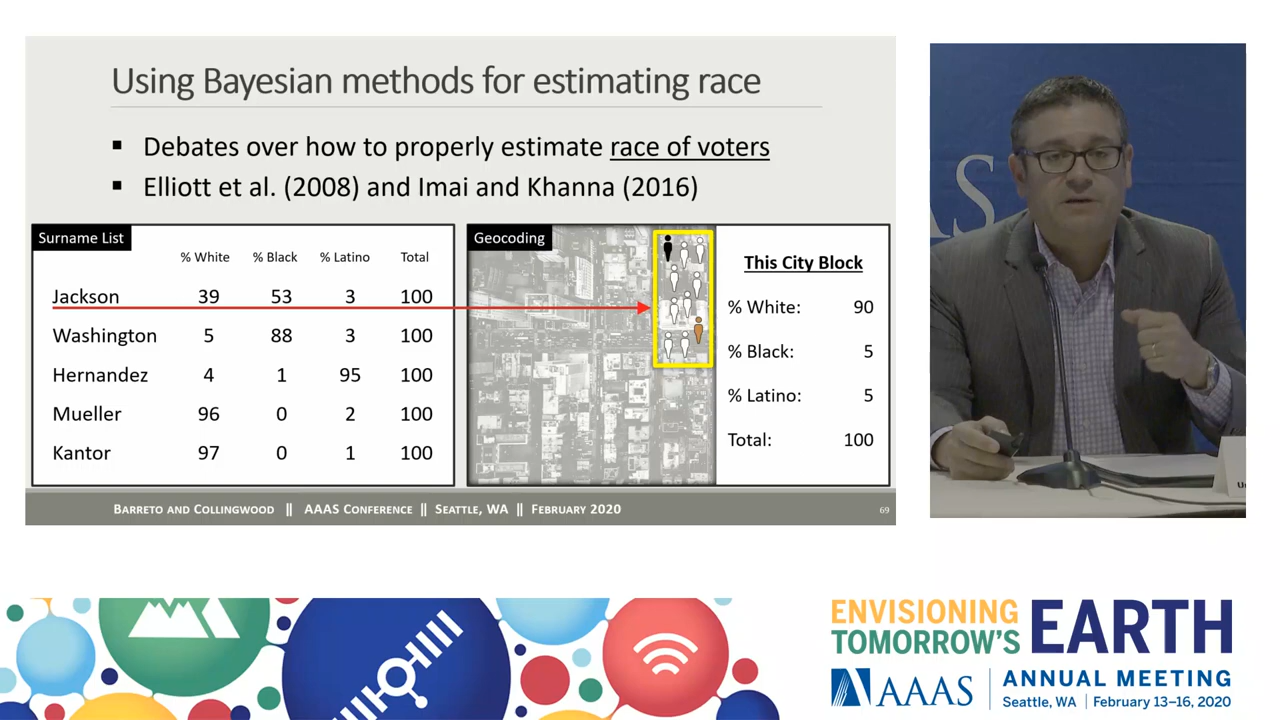 Using Bayesian methods for estimating race
▪ Debates over how to properly estimate race of voters
▪ Elliott et al. (2008) and Imai and Khanna (2016)
Surname List
% White % Black % Latino Total
Jackson 39 53 3 100
Washington 5 88 3 100
Hernandez 4 1 95 100
Mueller 96 0 2 100
Kantor 97 0 1 100
Geocoding
This City Block
% White: 90
% Black: 5
% Latino: 5
Total: 100
BARRETO AND COLLINGWOOD || AAAS CONFERENCE || SEATTLE, WA || FEBRUARY 2020
69
AS
ENVISIONING
TOMORROW'S
EARTH
AAAS
ANNUAL MEETING
Seattle, WA | February 13–16, 2020